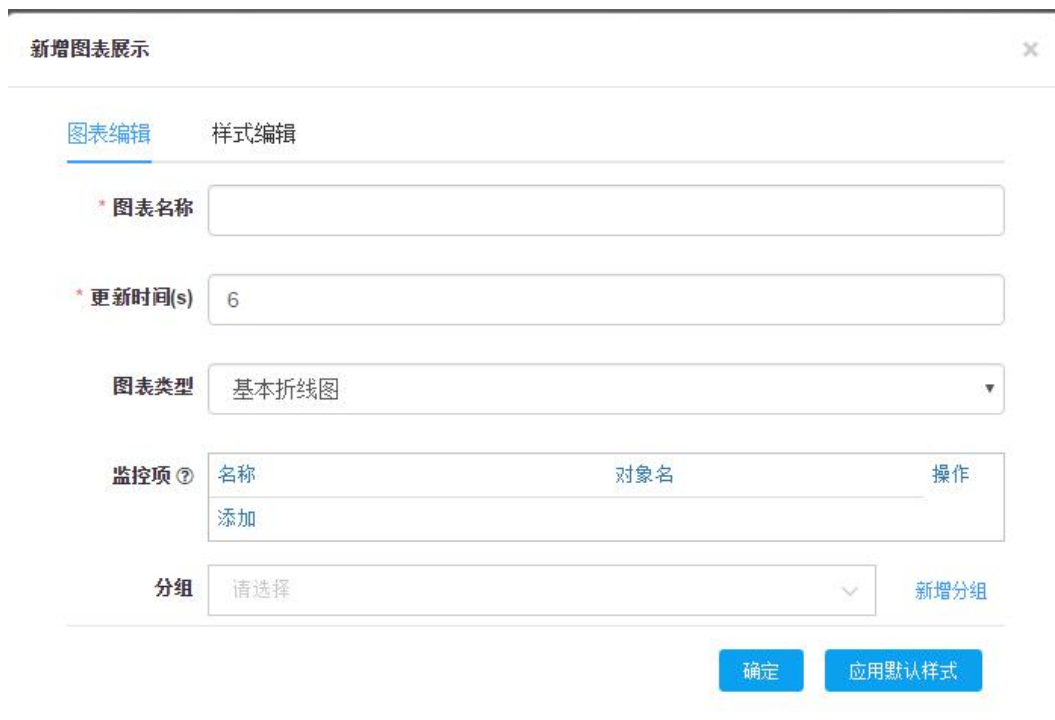 新增图表展示 ×
图表编辑 样式编辑
* 图表名称
* 更新时间(s) 6
图表类型 基本折线图
监控项 ? 名称 对象名 操作
添加
分组 请选择 新增分组
确定 应用默认样式